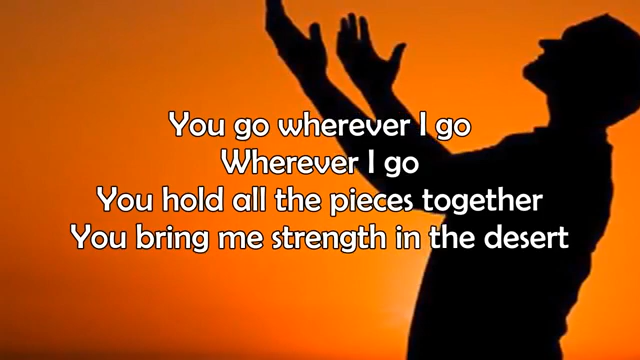 You go wherever I go
Wherever I go
You hold all the pieces together
You bring me strength in the desert